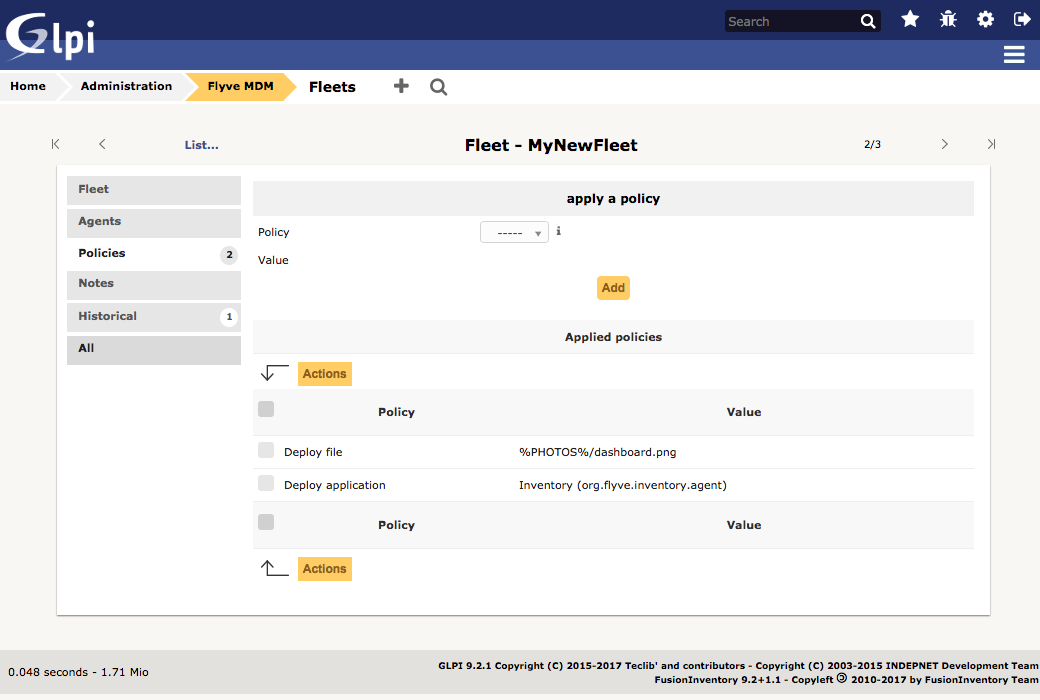 Glpi
Search
Home Administration Flyve MDM Fleets
List... Fleet - MyNewFleet 2/3
Fleet
Agents
Policies 2
Notes
Historical 1
All
apply a policy
Policy -----
Value
Add
Applied policies
Actions
Policy Value
Deploy file %PHOTOS%/dashboard.png
Deploy application Inventory (org.flyve.inventory.agent)
Policy Value
Actions
0.048 seconds - 1.71 Mio
GLPI 9.2.1 Copyright (C) 2015-2017 Teclib' and contributors - Copyright (C) 2003-2015 INDEPNET Development Team
FusionInventory 9.2+1.1 - Copyleft 🄯 2010-2017 by FusionInventory Team